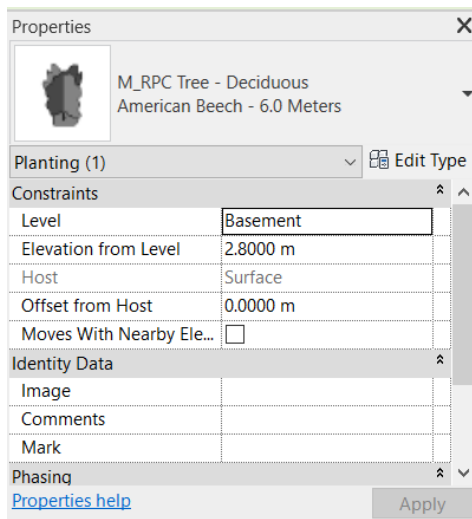 Properties
M_RPC Tree - Deciduous
American Beech - 6.0 Meters
Planting (1)
Edit Type
Constraints
Level Basement
Elevation from Level 2.8000 m
Host Surface
Offset from Host 0.0000 m
Moves With Nearby Ele...
Identity Data
Image
Comments
Mark
Phasing
Properties help
Apply